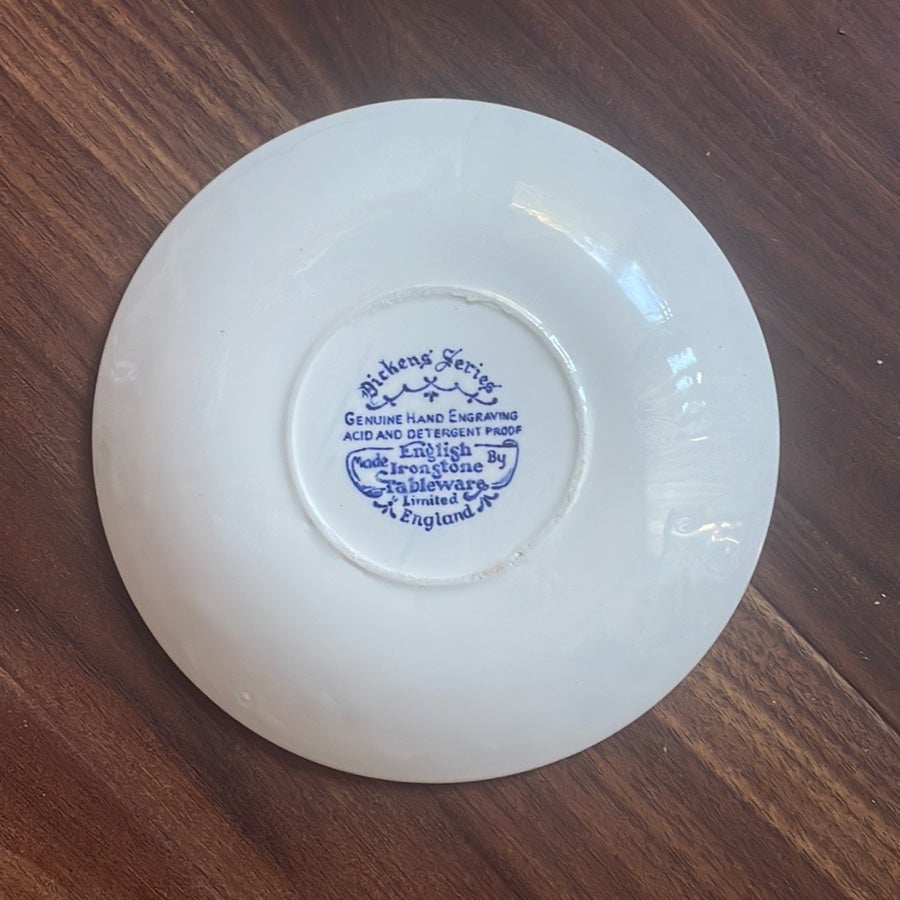 Dickens' Series
GENUINE HAND ENGRAVING
ACID AND DETERGENT PROOF
Made English By
Ironstone
Tableware
Limited
England